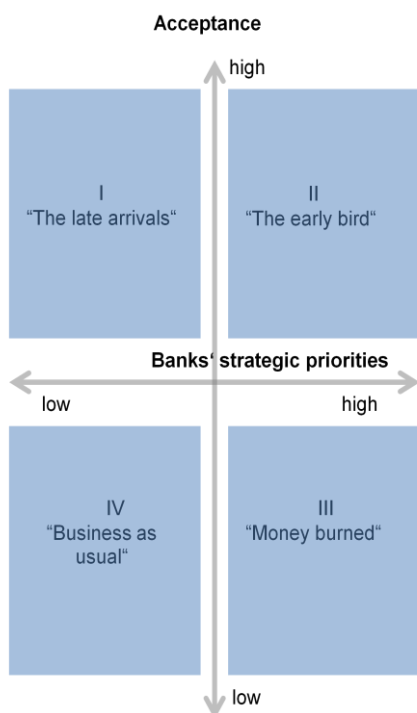 Acceptance
high
I
“The late arrivals“
II
“The early bird“
Banks‘ strategic priorities
low
high
IV
“Business as
usual“
III
“Money burned“
low